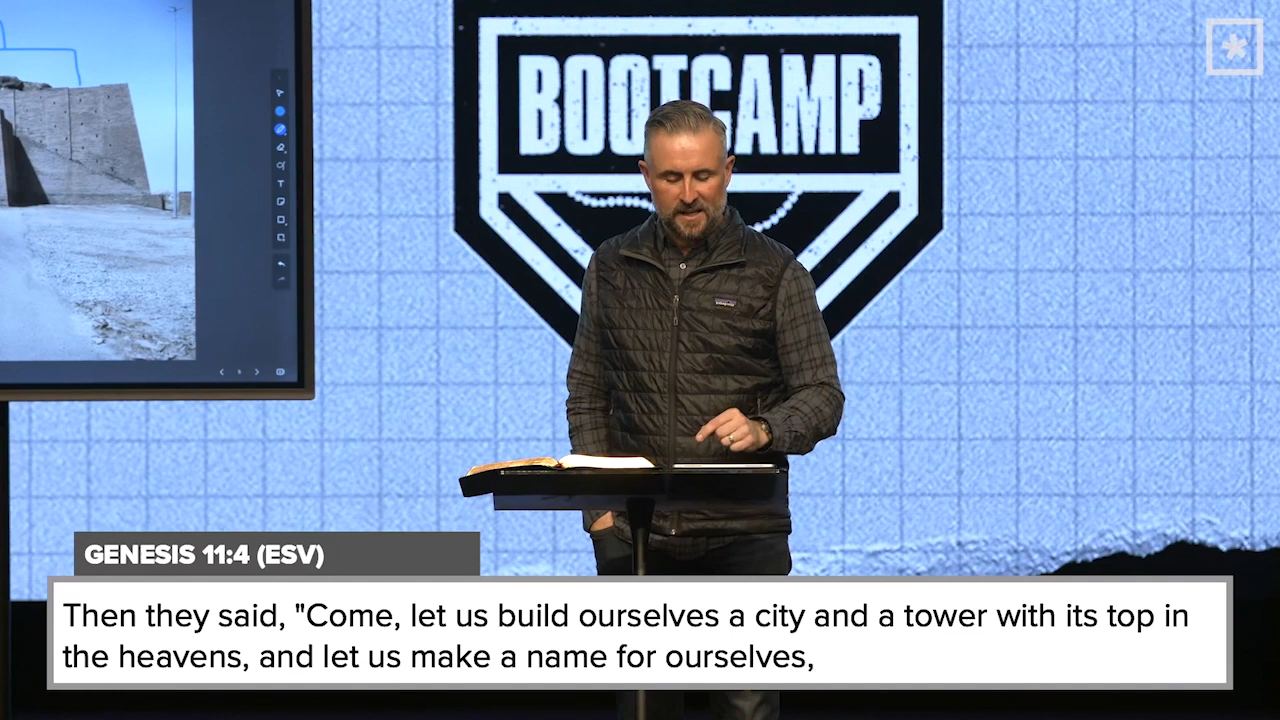 BOOTCAMP
patagonia
GENESIS 11:4 (ESV)
Then they said, "Come, let us build ourselves a city and a tower with its top in
the heavens, and let us make a name for ourselves,